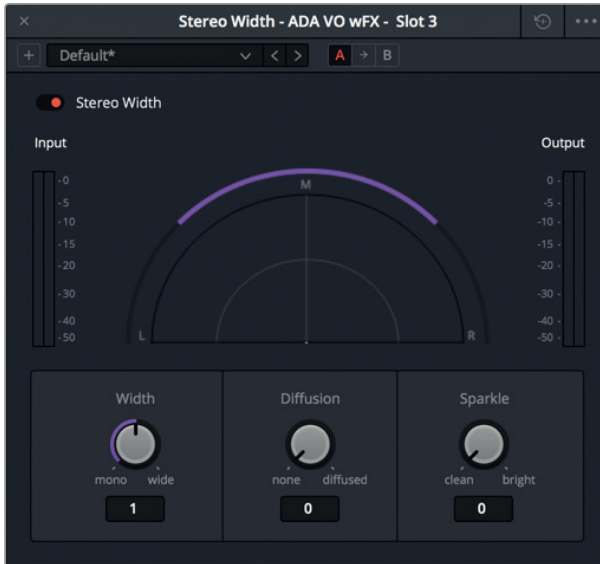 × Stereo Width - ADA VO wFX - Slot 3 •••
+ Default* < > A → B
Stereo Width
Input Output
M
-0 0 -
-5 -5 -
-10 -10 -
-15 -15 -
-20 -20 -
-30 -30 -
-40 -40 -
-50 L R -50 -
Width Diffusion Sparkle
mono wide none diffused clean bright
1 0 0